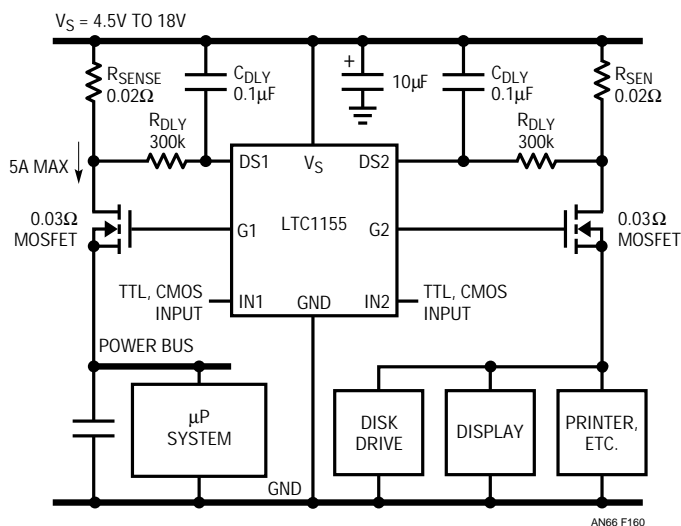 V_S = 4.5V TO 18V
R_SENSE
0.02Ω
C_DLY
0.1µF
+
10µF
C_DLY
0.1µF
R_SEN
0.02Ω
R_DLY
300k
R_DLY
300k
5A MAX
DS1
V_S
DS2
0.03Ω
MOSFET
G1
LTC1155
G2
0.03Ω
MOSFET
TTL, CMOS
INPUT
IN1
GND
IN2
TTL, CMOS
INPUT
POWER BUS
µP
SYSTEM
DISK
DRIVE
DISPLAY
PRINTER,
ETC.
GND
AN66 F160